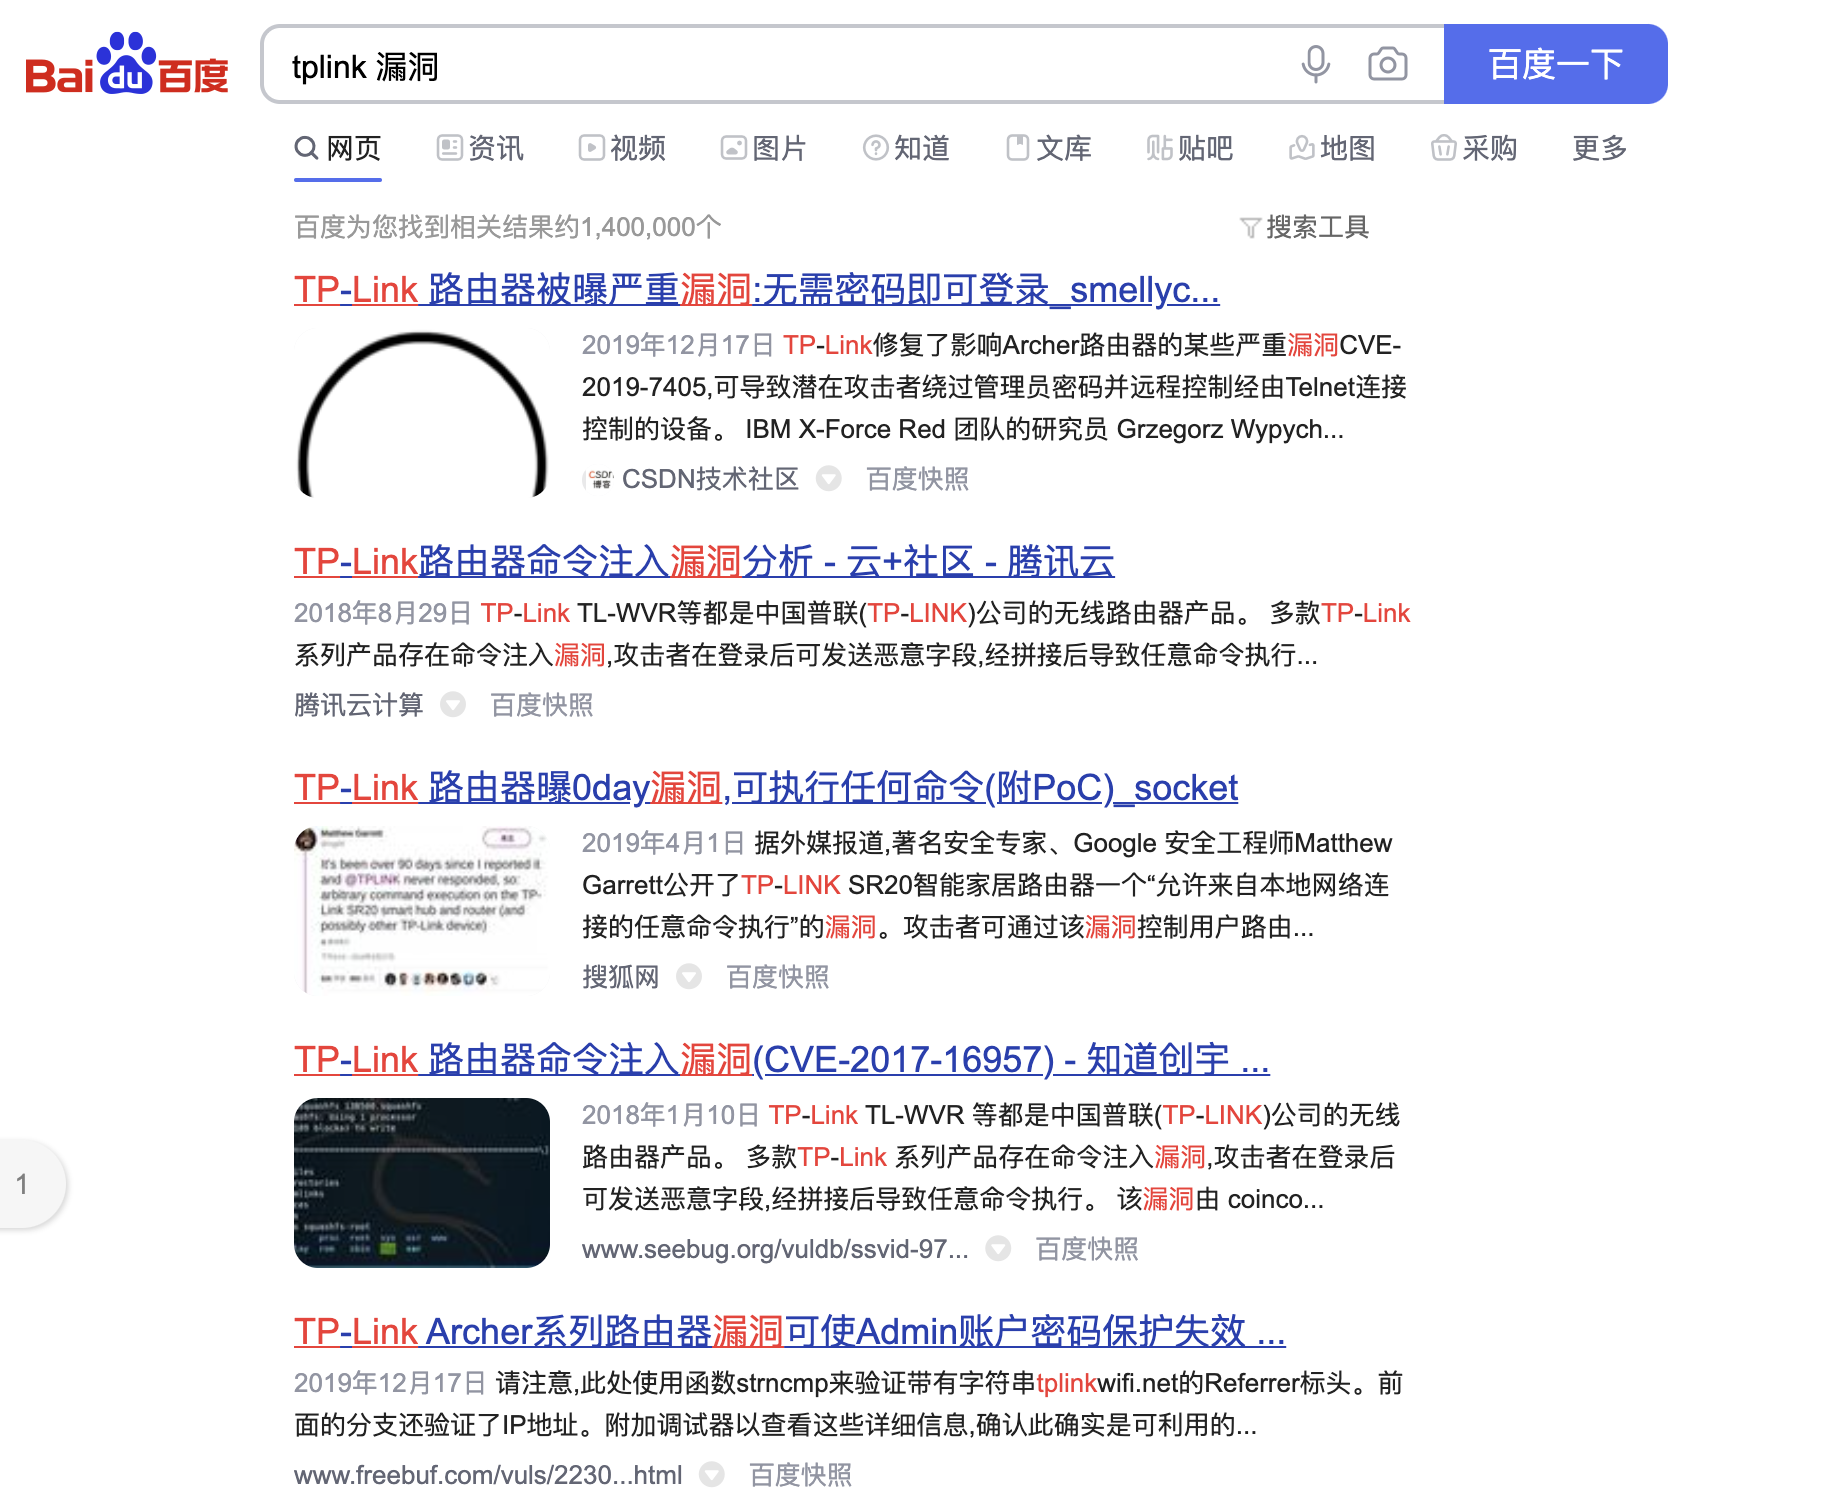 Baidu百度
tplink 漏洞
百度一下
网页 资讯 视频 图片 知道 文库 贴吧 地图 采购 更多
百度为您找到相关结果约1,400,000个
搜索工具
TP-Link 路由器被曝严重漏洞:无需密码即可登录_smellyc...
2019年12月17日 TP-Link修复了影响Archer路由器的某些严重漏洞CVE-
2019-7405,可导致潜在攻击者绕过管理员密码并远程控制经由Telnet连接
控制的设备。 IBM X-Force Red 团队的研究员 Grzegorz Wypych...
CSDN 博客 CSDN技术社区 百度快照
TP-Link路由器命令注入漏洞分析 - 云+社区 - 腾讯云
2018年8月29日 TP-Link TL-WVR等都是中国普联(TP-LINK)公司的无线路由器产品。 多款TP-Link
系列产品存在命令注入漏洞,攻击者在登录后可发送恶意字段,经拼接后导致任意命令执行...
腾讯云计算 百度快照
TP-Link 路由器曝0day漏洞,可执行任何命令(附PoC)_socket
Matthew Garrett
It's been over 90 days since I reported it
and @TPLINK never responded, so:
arbitrary command execution on the TP-
Link SR20 smart hub and router (and
possibly other TP-Link device)
2019年4月1日 据外媒报道,著名安全专家、Google 安全工程师Matthew
Garrett公开了TP-LINK SR20智能家居路由器一个“允许来自本地网络连
接的任意命令执行”的漏洞。攻击者可通过该漏洞控制用户路由...
搜狐网 百度快照
TP-Link 路由器命令注入漏洞(CVE-2017-16957) - 知道创宇 ...
2018年1月10日 TP-Link TL-WVR 等都是中国普联(TP-LINK)公司的无线
路由器产品。 多款TP-Link 系列产品存在命令注入漏洞,攻击者在登录后
可发送恶意字段,经拼接后导致任意命令执行。 该漏洞由 coinco...
www.seebug.org/vuldb/ssvid-97... 百度快照
1
TP-Link Archer系列路由器漏洞可使Admin账户密码保护失效 ...
2019年12月17日 请注意,此处使用函数strncmp来验证带有字符串tplinkwifi.net的Referrer标头。前
面的分支还验证了IP地址。附加调试器以查看这些详细信息,确认此确实是可利用的...
www.freebuf.com/vuls/2230...html 百度快照